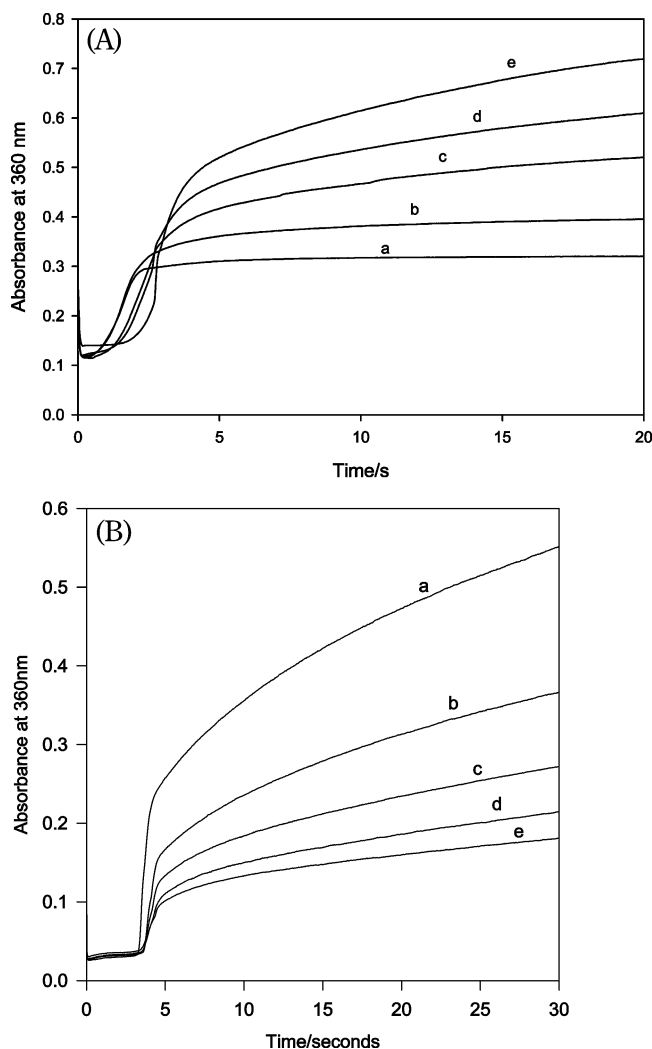 (A)
0.8
0.7
0.6
0.5
0.4
0.3
0.2
0.1
0.0
Absorbance at 360 nm
e
d
c
b
a
0 5 10 15 20
Time/s
(B)
0.6
0.5
0.4
0.3
0.2
0.1
0.0
Absorbance at 360nm
a
b
c
d
e
0 5 10 15 20 25 30
Time/seconds